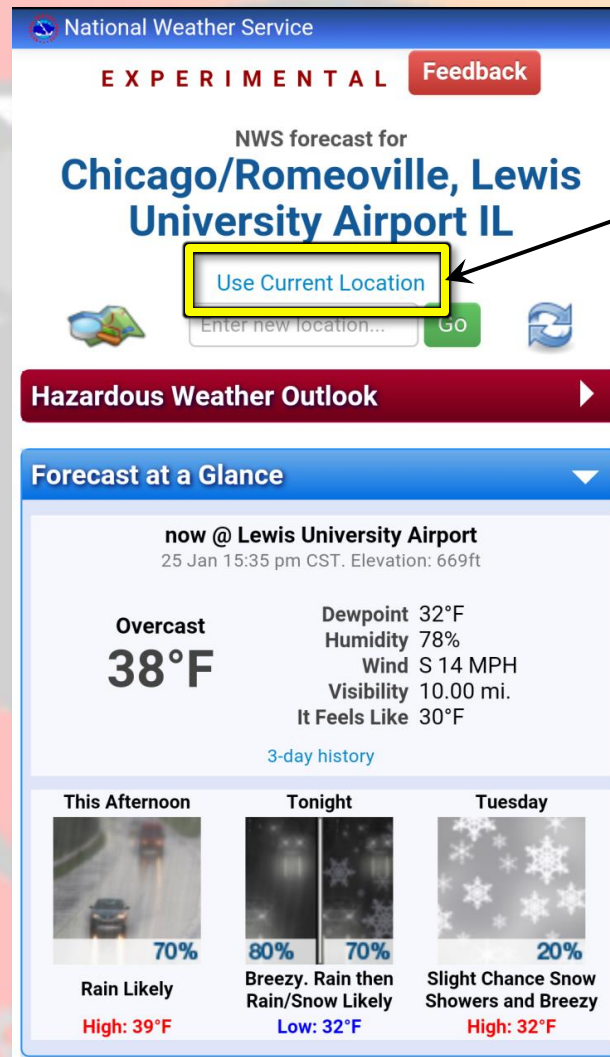 National Weather Service
EXPERIMENTAL Feedback
NWS forecast for
Chicago/Romeoville, Lewis
University Airport IL
Use Current Location
Enter new location... Go
Hazardous Weather Outlook
Forecast at a Glance
now @ Lewis University Airport
25 Jan 15:35 pm CST. Elevation: 669ft
Overcast
38°F
Dewpoint 32°F
Humidity 78%
Wind S 14 MPH
Visibility 10.00 mi.
It Feels Like 30°F
3-day history
This Afternoon
70%
Rain Likely
High: 39°F
Tonight
80% 70%
Breezy. Rain then
Rain/Snow Likely
Low: 32°F
Tuesday
20%
Slight Chance Snow
Showers and Breezy
High: 32°F